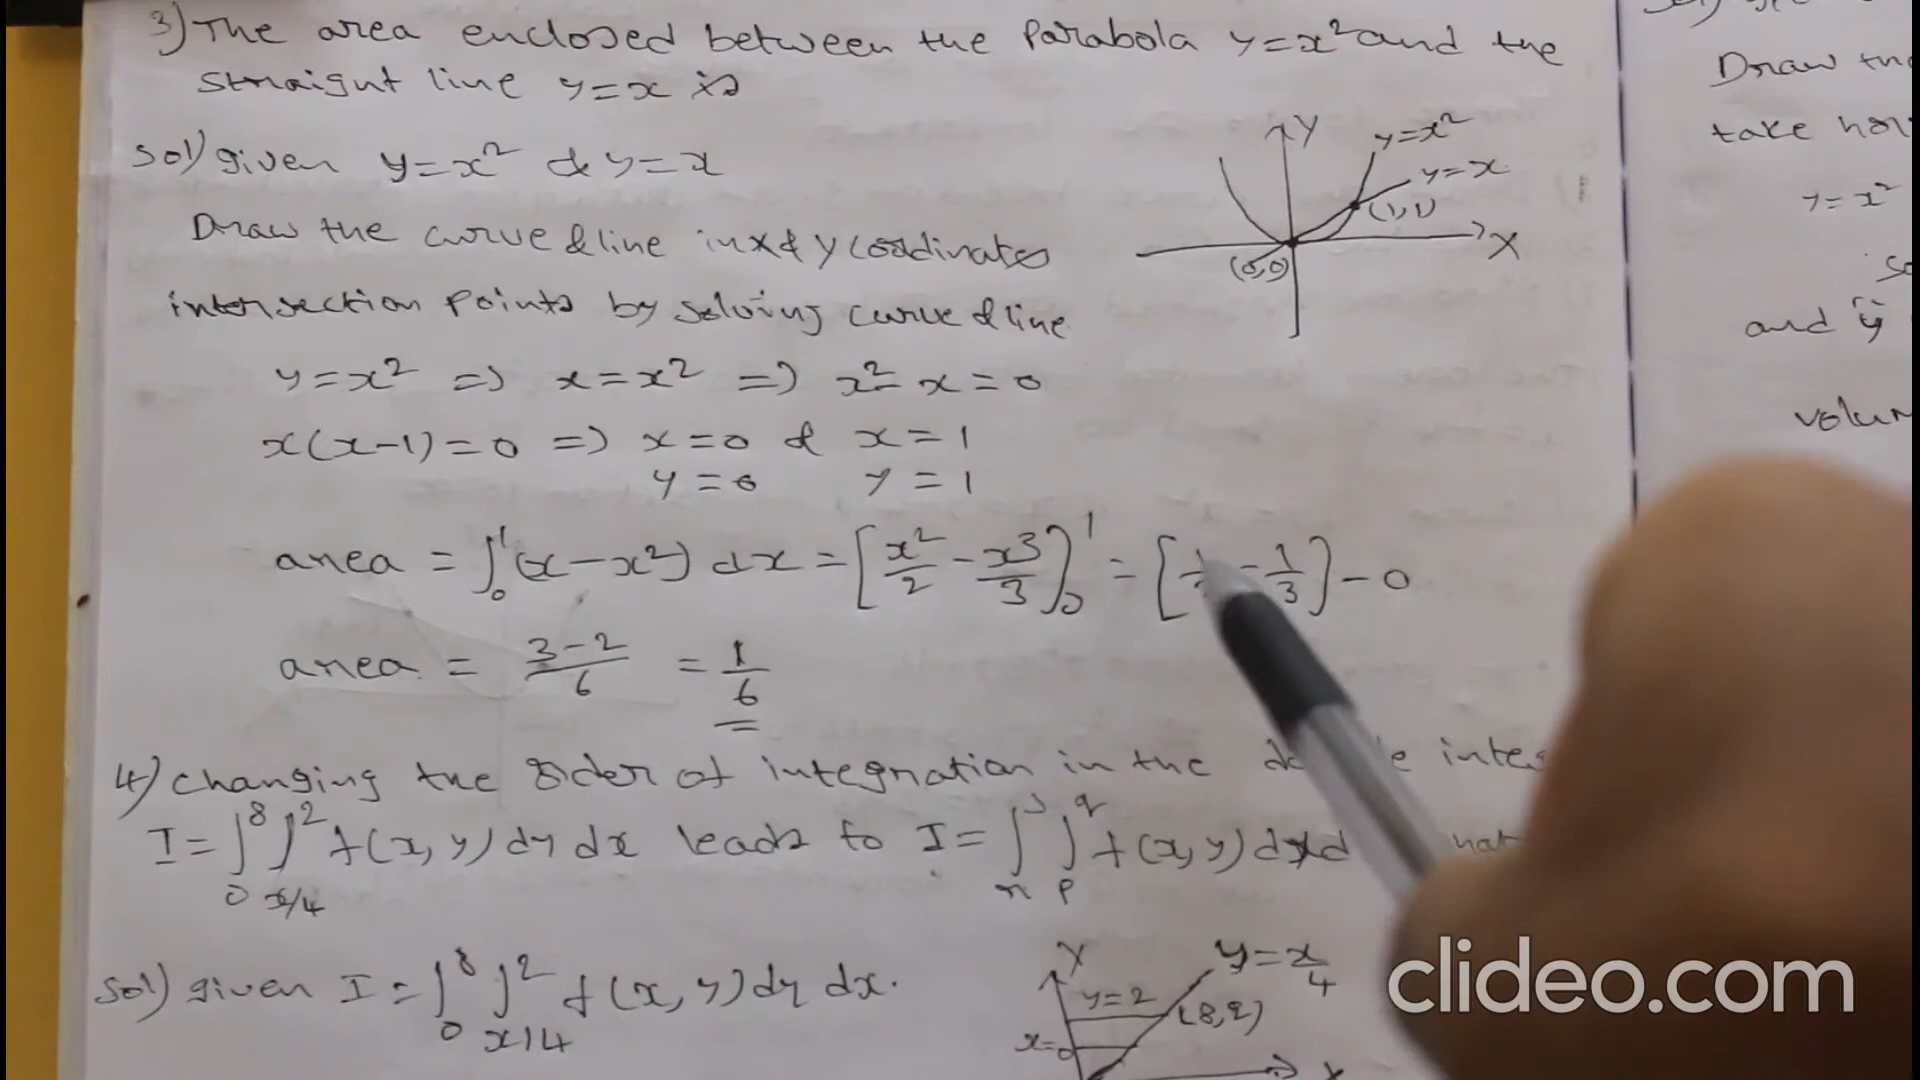 3) The area enclosed between the parabola y=x² and the
straight line y=x is
Sol) given y=x² & y=x
Draw the curve & line in X & Y coordinates
intersection points by solving curve & line
y=x² => x=x² => x²-x=0
x(x-1)=0 => x=0 & x=1
y=0 y=1
area = ∫₀¹(x-x²)dx = [x²/2 - x³/3]₀¹ = [1/ - 1/3] - 0
area = 3-2/6 = 1/6
Y
y=x²
y=x
(1,1)
X
(0,0)
4) Changing the order of integration in the
I = ∫₀⁸ ∫ₓ/₄² f(x,y) dy dx leads to I = ∫ ∫ f(x,y) dx
Sol) given I = ∫₀⁸ ∫ₓ/₄² f(x,y) dy dx.
Y
y=x/4
y=2
(8,2)
x=0
X
Draw
take
y=x²
and
clideo.com